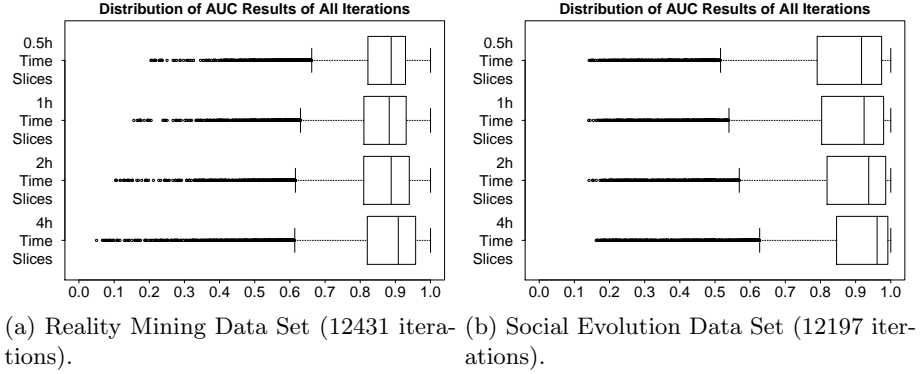 Distribution of AUC Results of All Iterations
0.5h
Time
Slices
1h
Time
Slices
2h
Time
Slices
4h
Time
Slices
0.0 0.1 0.2 0.3 0.4 0.5 0.6 0.7 0.8 0.9 1.0
(a) Reality Mining Data Set (12431 itera-
tions).
Distribution of AUC Results of All Iterations
0.5h
Time
Slices
1h
Time
Slices
2h
Time
Slices
4h
Time
Slices
0.0 0.1 0.2 0.3 0.4 0.5 0.6 0.7 0.8 0.9 1.0
(b) Social Evolution Data Set (12197 iter-
ations).